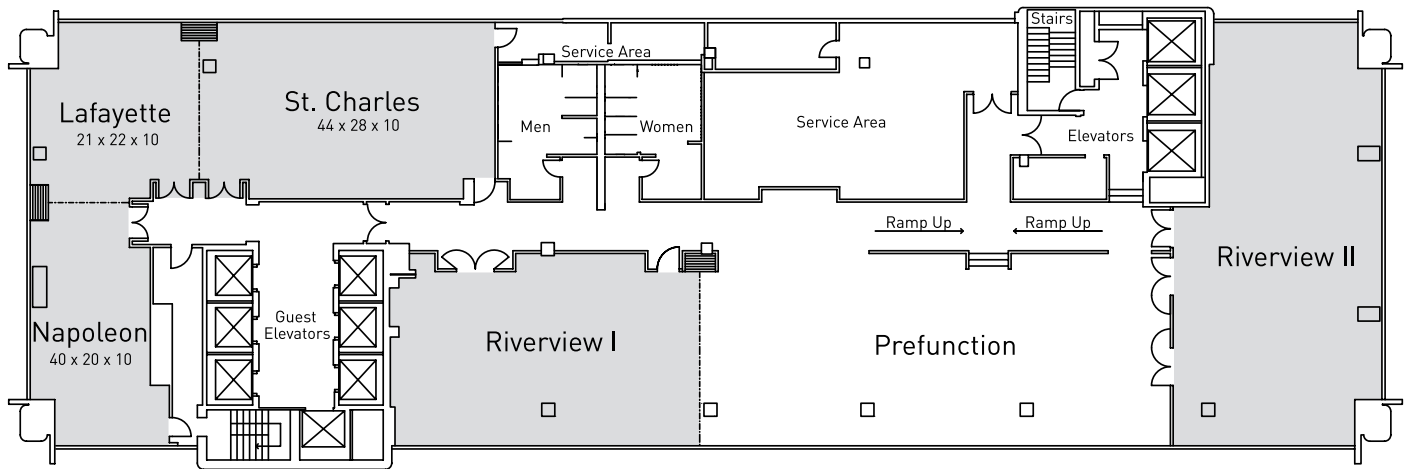 Stairs
Service Area
Lafayette
21 x 22 x 10
St. Charles
44 x 28 x 10
Men
Women
Service Area
Elevators
Ramp Up
Ramp Up
Riverview II
Guest
Elevators
Napoleon
40 x 20 x 10
Riverview I
Prefunction